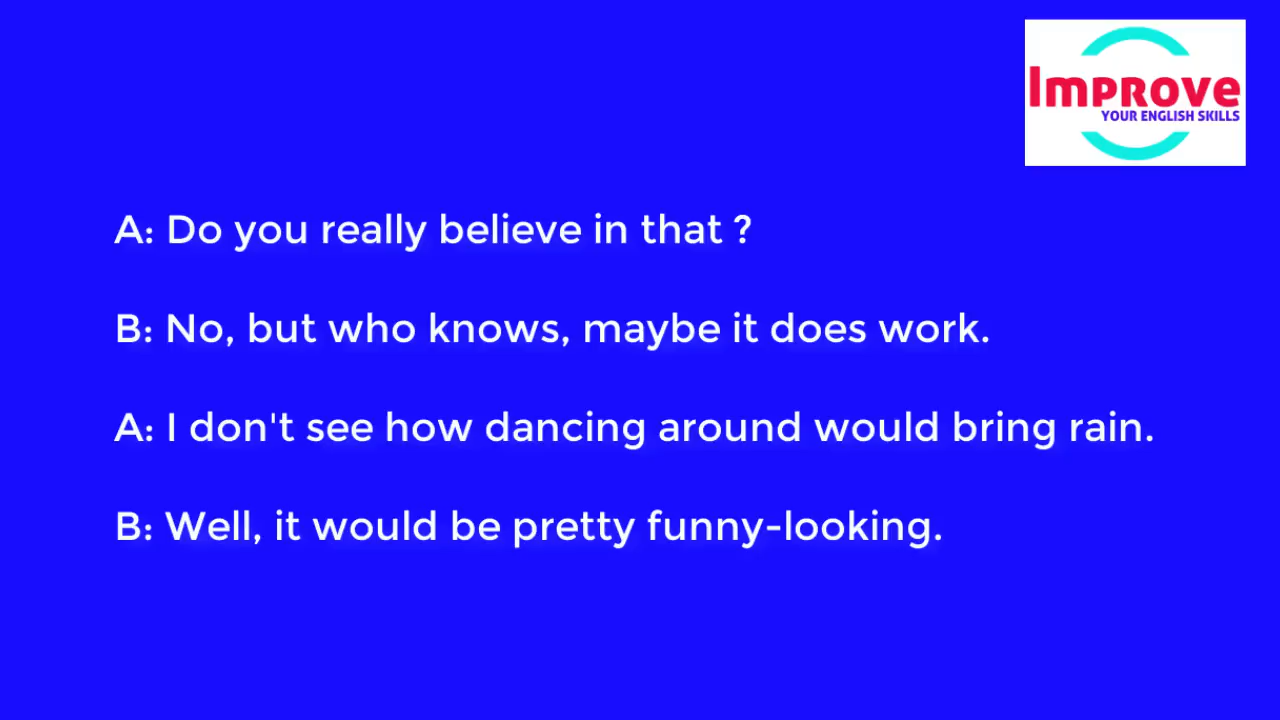 Improve
YOUR ENGLISH SKILLS
A: Do you really believe in that ?
B: No, but who knows, maybe it does work.
A: I don't see how dancing around would bring rain.
B: Well, it would be pretty funny-looking.